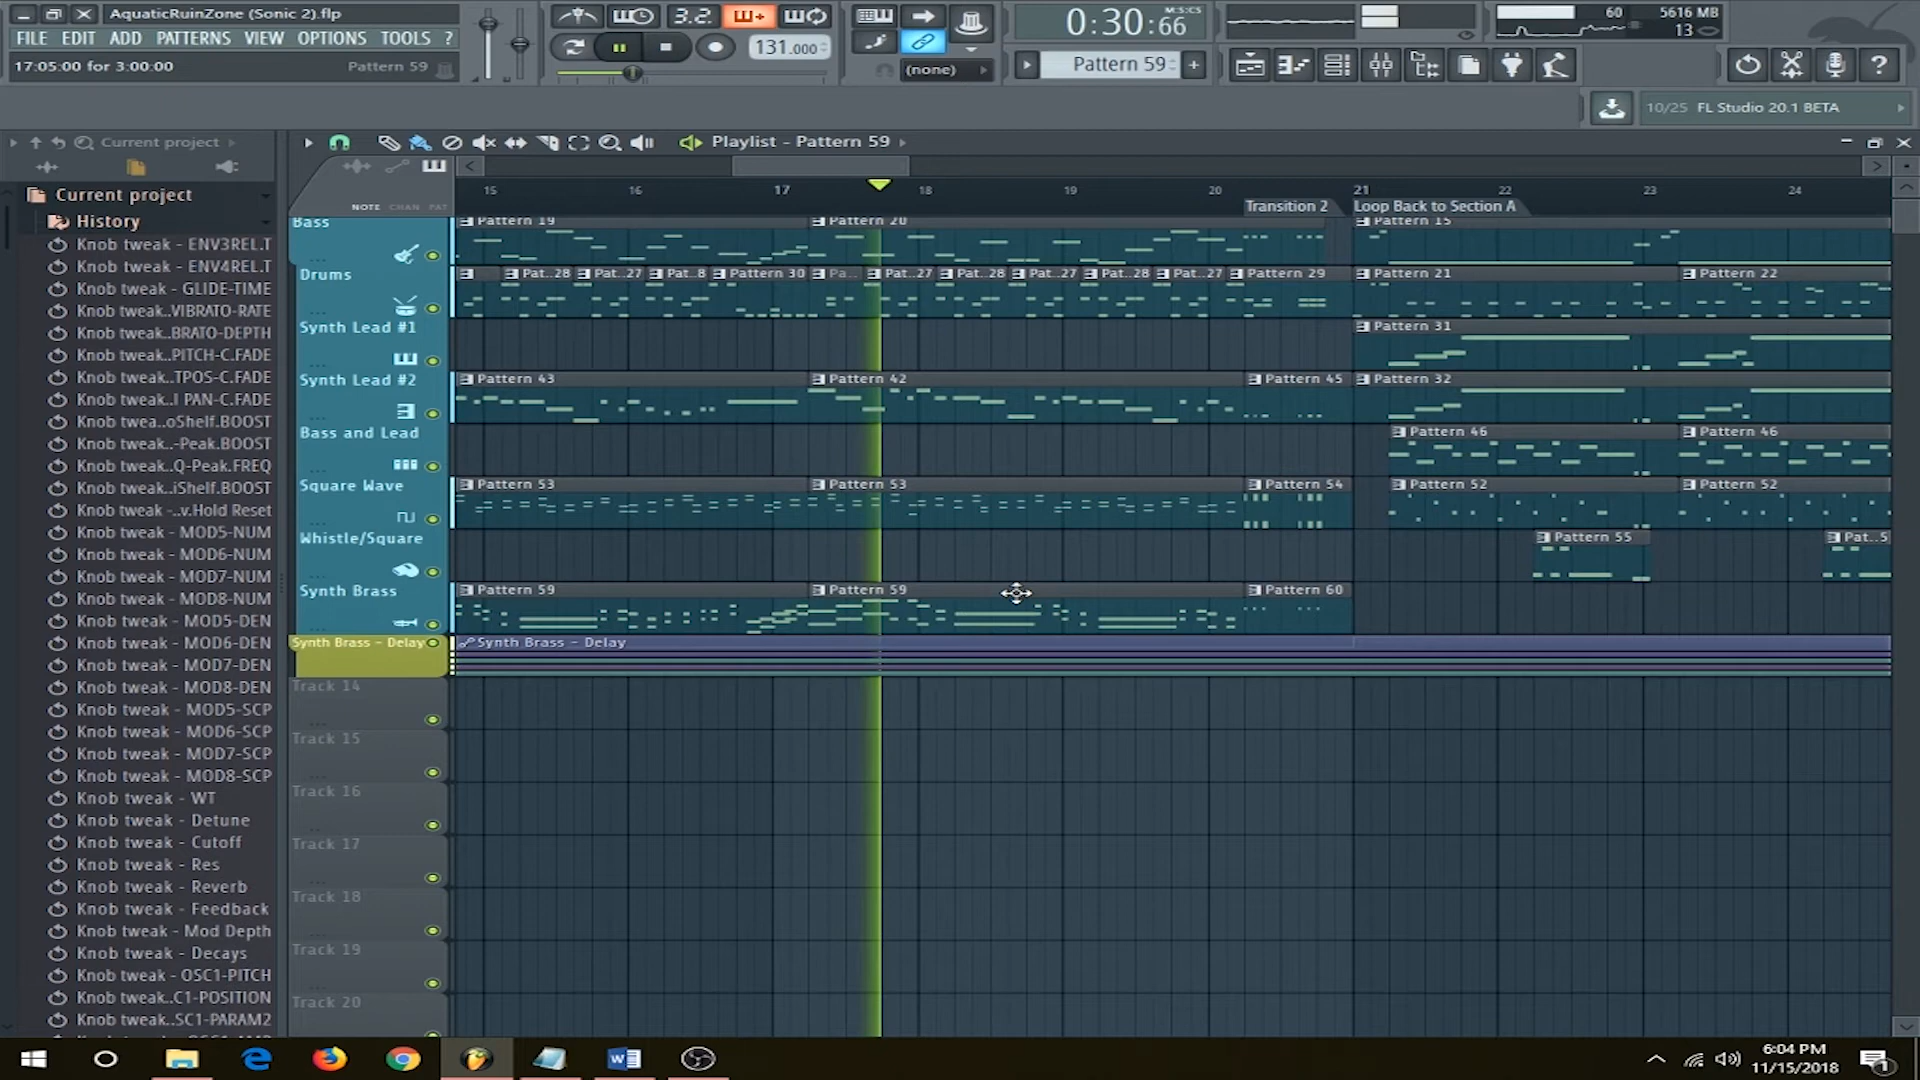 AquaticRuinZone (Sonic 2).flp
FILE EDIT ADD PATTERNS VIEW OPTIONS TOOLS ?
17:05:00 for 3:00:00 Pattern 59
3.2.
131.000
(none)
0:30:66 M:S:CS
Pattern 59 +
60 5616 MB
13
10/25 FL Studio 20.1 BETA
Current project
Playlist - Pattern 59
Current project
History
Knob tweak - ENV3REL.T
Knob tweak - ENV4REL.T
Knob tweak - GLIDE-TIME
Knob tweak..VIBRATO-RATE
Knob tweak..BRATO-DEPTH
Knob tweak..PITCH-C.FADE
Knob tweak..TPOS-C.FADE
Knob tweak..I PAN-C.FADE
Knob twea..oShelf.BOOST
Knob tweak..-Peak.BOOST
Knob tweak..Q-Peak.FREQ
Knob tweak..iShelf.BOOST
Knob tweak -..v.Hold Reset
Knob tweak - MOD5-NUM
Knob tweak - MOD6-NUM
Knob tweak - MOD7-NUM
Knob tweak - MOD8-NUM
Knob tweak - MOD5-DEN
Knob tweak - MOD6-DEN
Knob tweak - MOD7-DEN
Knob tweak - MOD8-DEN
Knob tweak - MOD5-SCP
Knob tweak - MOD6-SCP
Knob tweak - MOD7-SCP
Knob tweak - MOD8-SCP
Knob tweak - WT
Knob tweak - Detune
Knob tweak - Cutoff
Knob tweak - Res
Knob tweak - Reverb
Knob tweak - Feedback
Knob tweak - Mod Depth
Knob tweak - Decays
Knob tweak - OSC1-PITCH
Knob tweak..C1-POSITION
Knob tweak..SC1-PARAM2
NOTE CHAN PAT
15 16 17 18 19 20 21 22 23 24
Transition 2 Loop Back to Section A
Bass Pattern 19 Pattern 20 Pattern 15
Drums Pat..28 Pat..27 Pat..8 Pattern 30 Pa... Pat..27 Pat..28 Pat..27 Pat..28 Pat..27 Pattern 29 Pattern 21 Pattern 22
Synth Lead #1 Pattern 31
Synth Lead #2 Pattern 43 Pattern 42 Pattern 45 Pattern 32
Bass and Lead Pattern 46 Pattern 46
Square Wave Pattern 53 Pattern 53 Pattern 54 Pattern 52 Pattern 52
Whistle/Square Pattern 55 Pat..5
Synth Brass Pattern 59 Pattern 59 Pattern 60
Synth Brass - Delay Synth Brass - Delay
Track 14
Track 15
Track 16
Track 17
Track 18
Track 19
Track 20
6:04 PM
11/15/2018
1